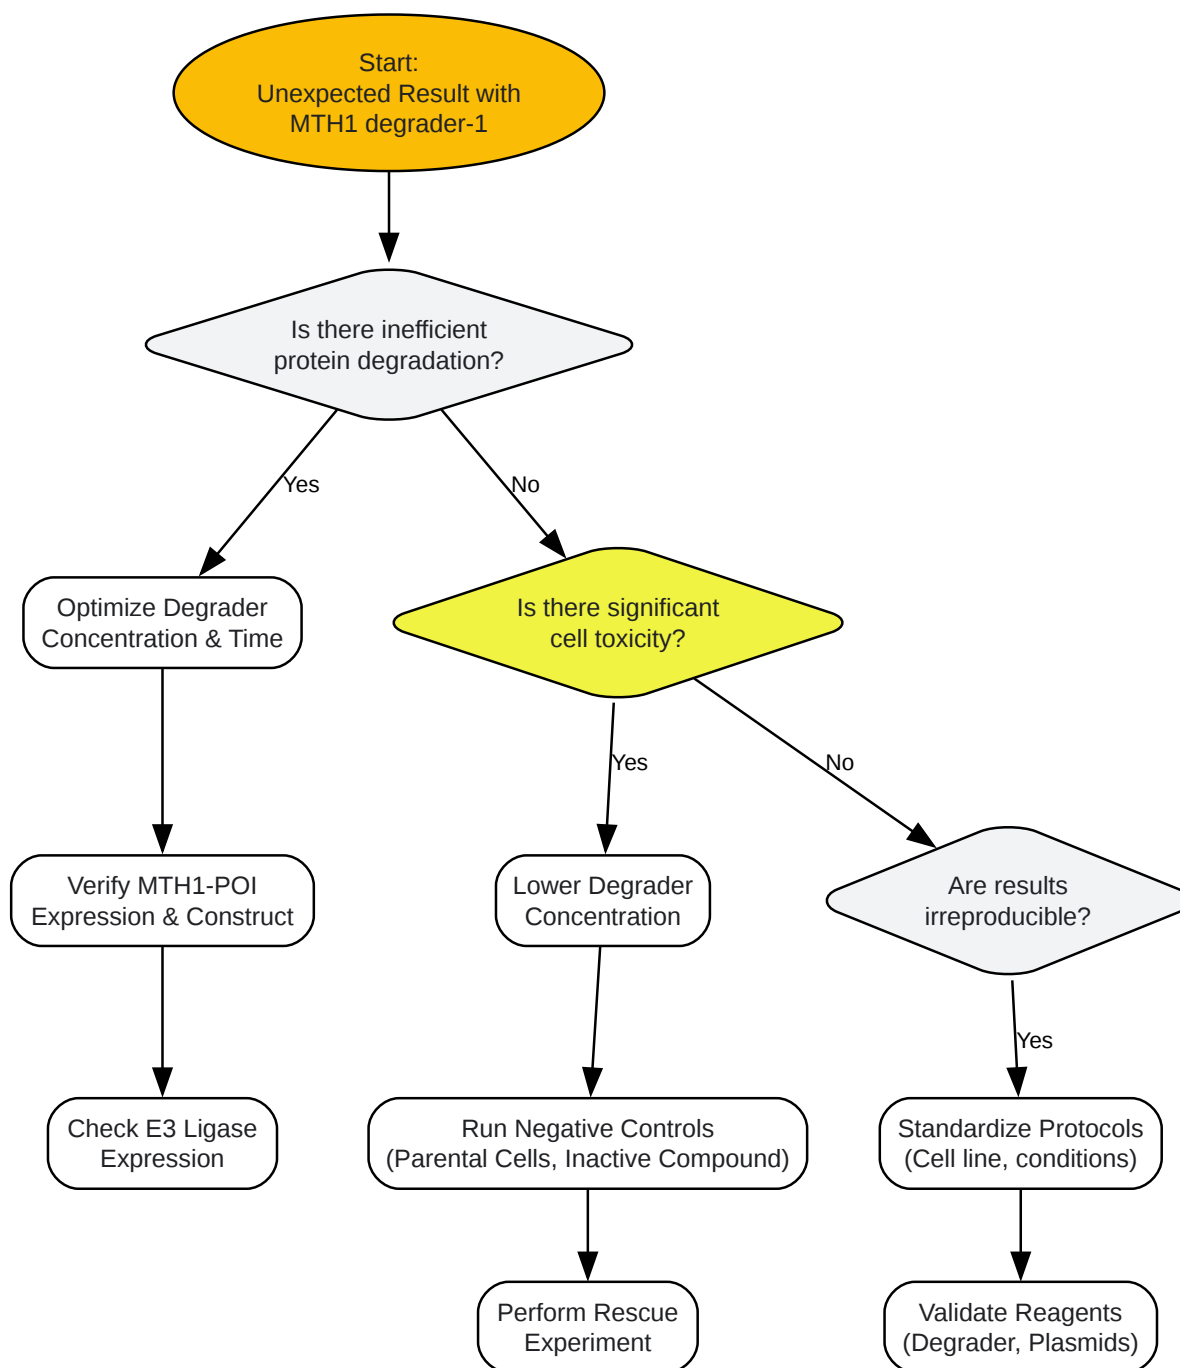 Start:
Unexpected Result with
MTH1 degrader-1
Is there inefficient
protein degradation?
Yes
No
Optimize Degrader
Concentration & Time
Is there significant
cell toxicity?
Yes
No
Verify MTH1-POI
Expression & Construct
Lower Degrader
Concentration
Are results
irreproducible?
Yes
Check E3 Ligase
Expression
Run Negative Controls
(Parental Cells, Inactive Compound)
Standardize Protocols
(Cell line, conditions)
Perform Rescue
Experiment
Validate Reagents
(Degrader, Plasmids)